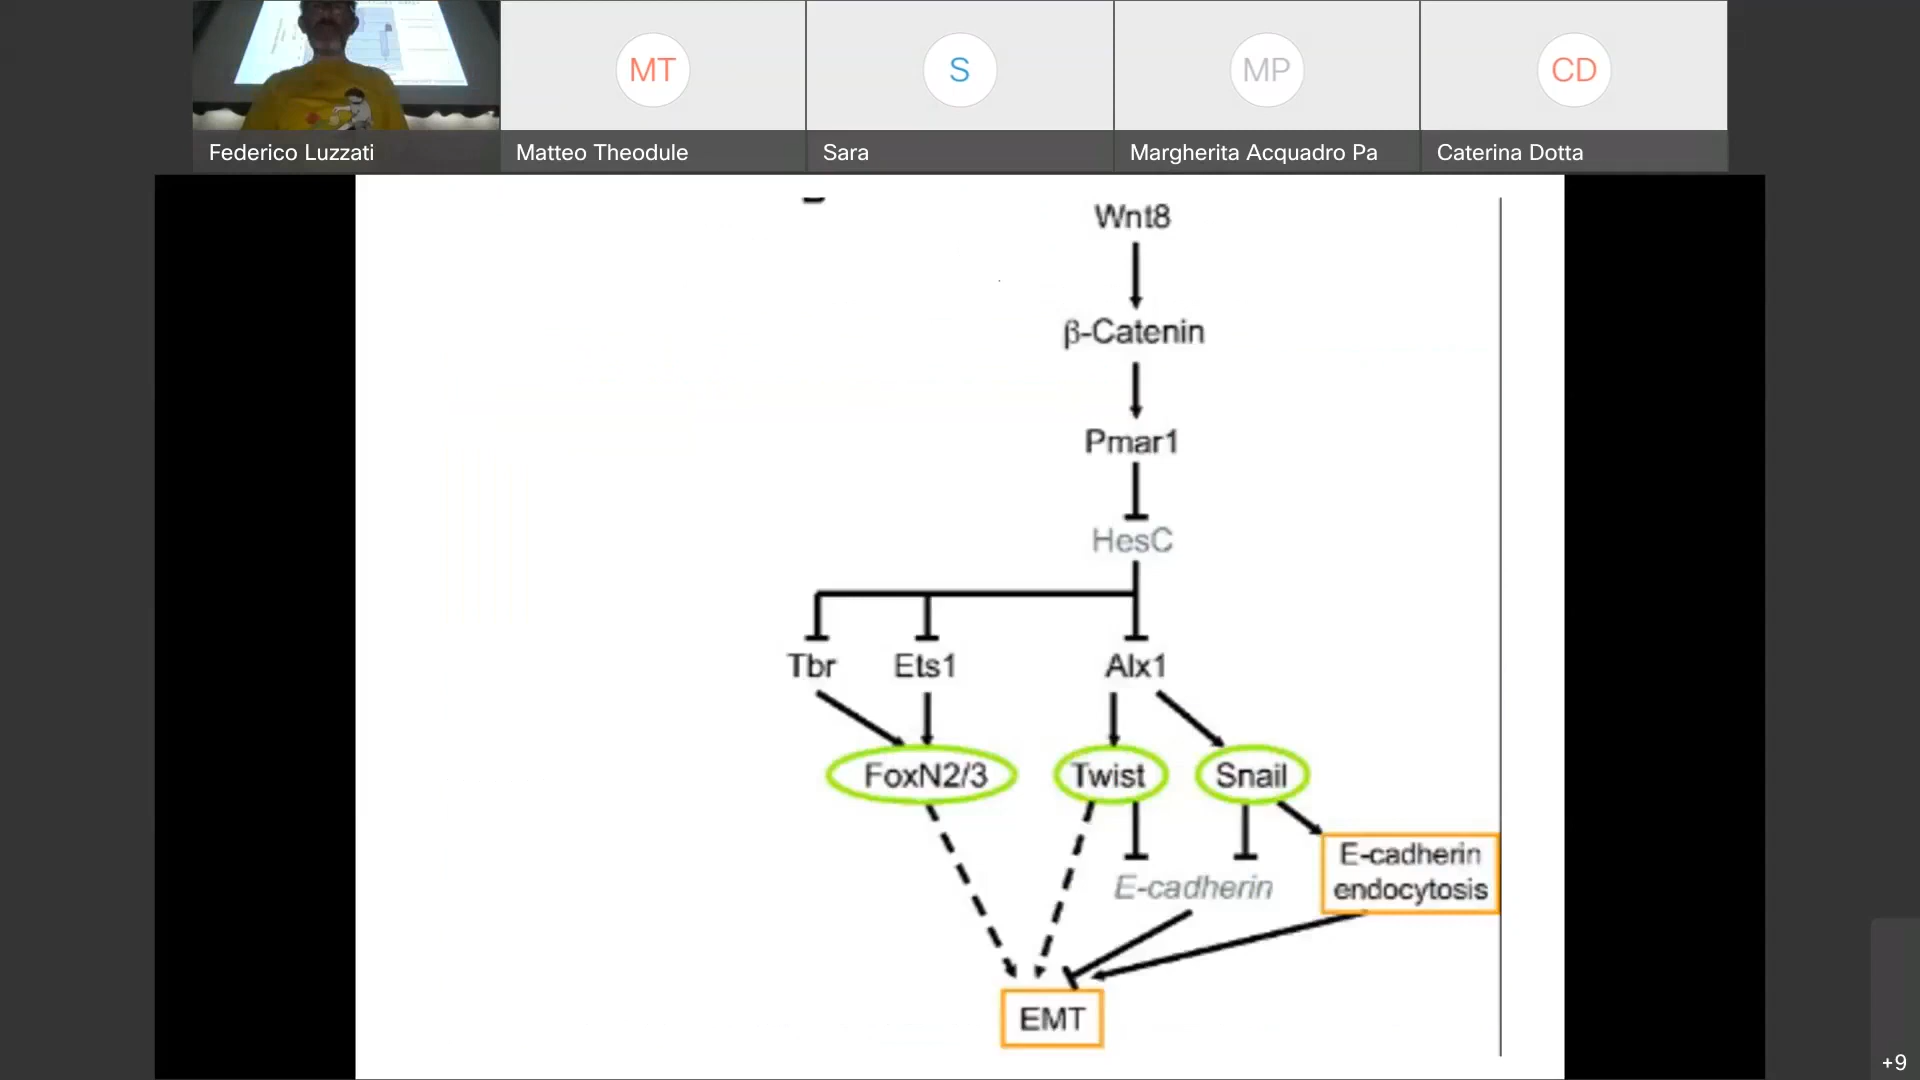 MT
S
MP
CD
Federico Luzzati
Matteo Theodule
Sara
Margherita Acquadro Pa
Caterina Dotta
Wnt8
β-Catenin
Pmar1
HesC
Tbr Ets1 Alx1
FoxN2/3 Twist Snail
E-cadherin
endocytosis
E-cadherin
EMT
+9